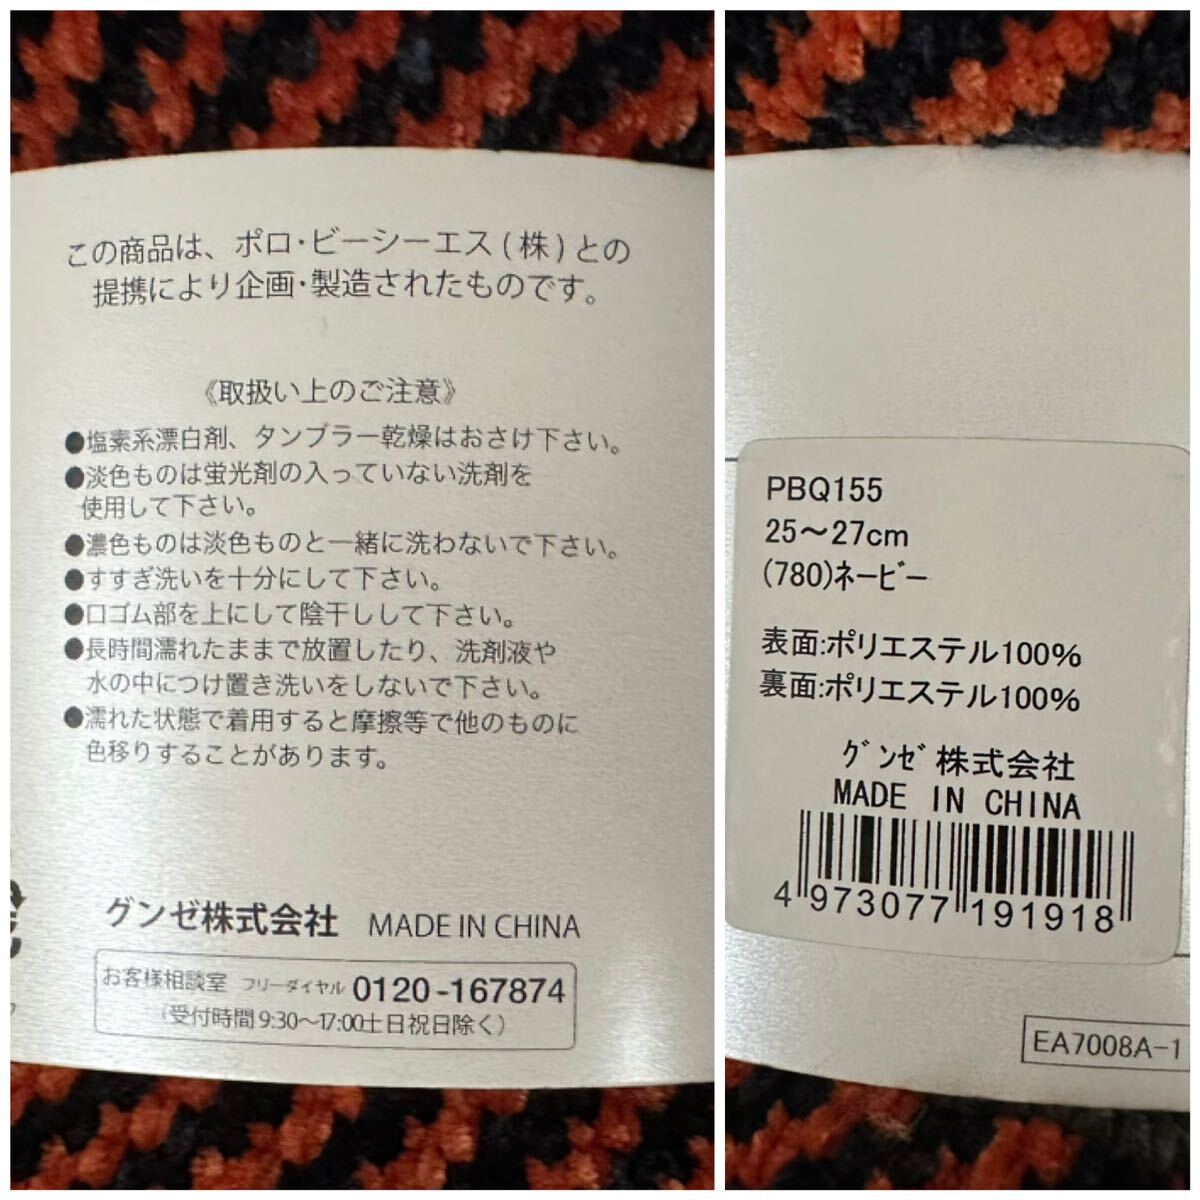 この商品は、ポロ・ビーシーエス(株)との
提携により企画・製造されたものです。
《取扱い上のご注意》
●塩素系漂白剤、タンブラー乾燥はおさけ下さい。
●淡色ものは蛍光剤の入っていない洗剤を
使用して下さい。
●濃色ものは淡色ものと一緒に洗わないで下さい。
●すすぎ洗いを十分にして下さい。
●口ゴム部を上にして陰干しして下さい。
●長時間濡れたままで放置したり、洗剤液や
水の中につけ置き洗いをしないで下さい。
●濡れた状態で着用すると摩擦等で他のものに
色移りすることがあります。
グンゼ株式会社 MADE IN CHINA
お客様相談室 フリーダイヤル 0120-167874
(受付時間9:30〜17:00土日祝日除く)
PBQ155
25〜27cm
(780)ﾈｰﾋﾞｰ
表面:ポリエステル100%
裏面:ポリエステル100%
ｸﾞﾝｾﾞ株式会社
MADE IN CHINA
4 973077 191918
EA7008A-1